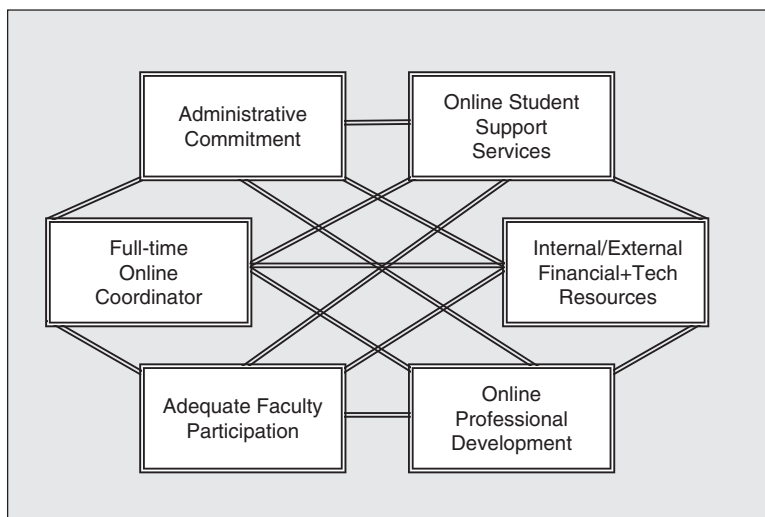 Administrative
Commitment
Online Student
Support
Services
Full-time
Online
Coordinator
Internal/External
Financial+Tech
Resources
Adequate Faculty
Participation
Online
Professional
Development